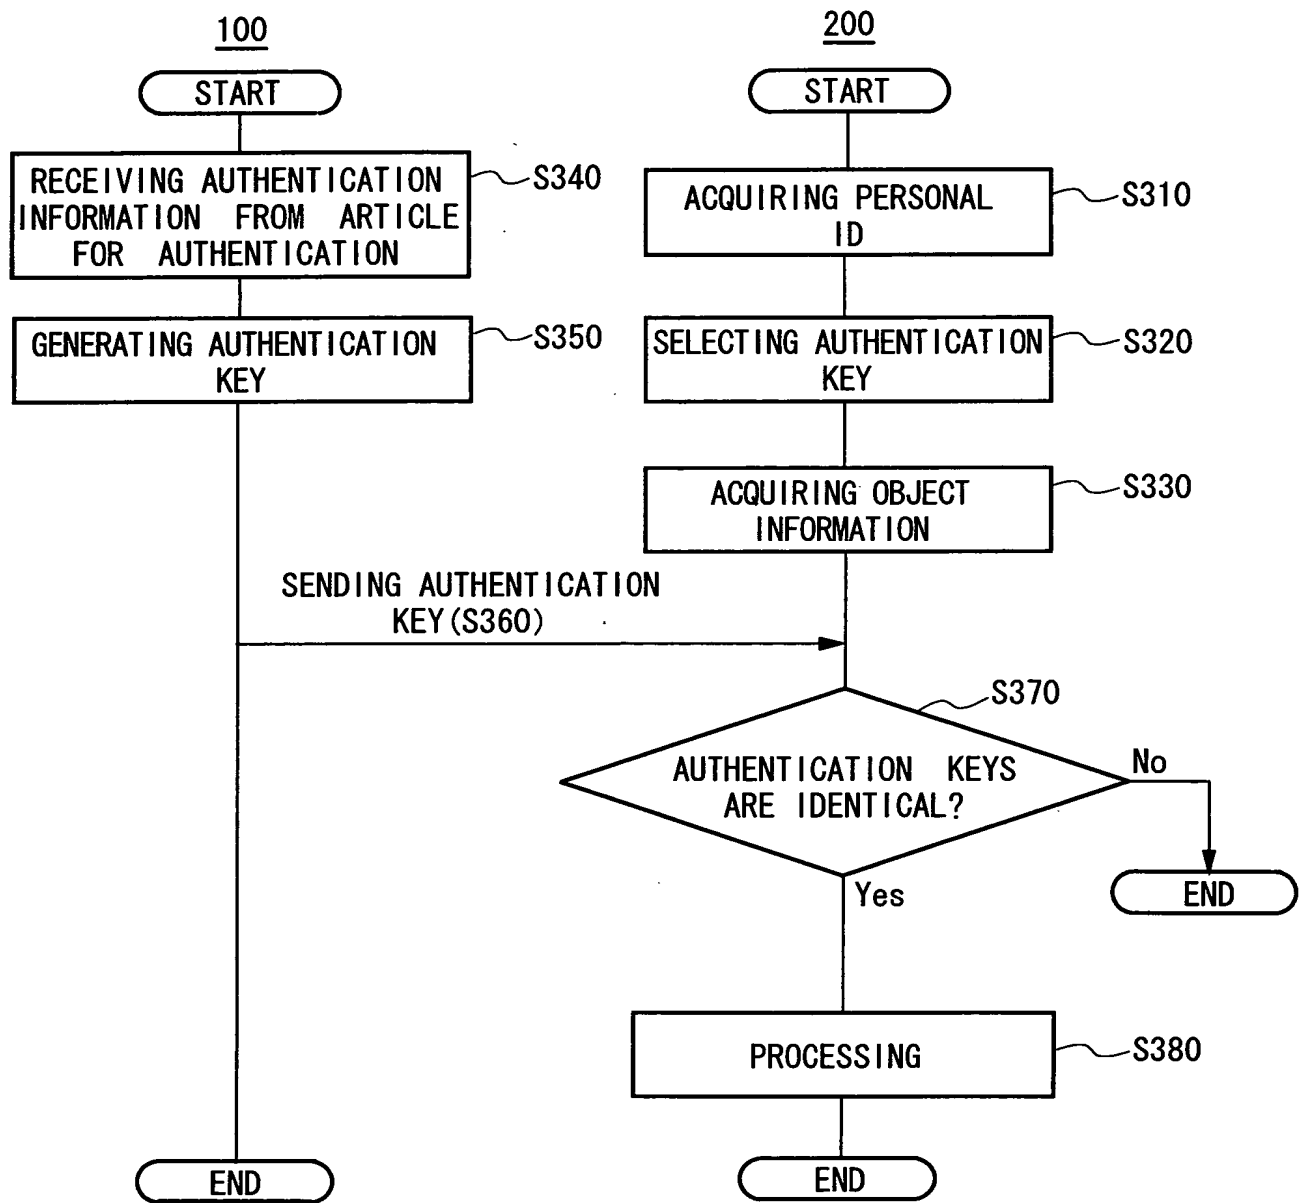 100
START
RECEIVING AUTHENTICATION
INFORMATION FROM ARTICLE
FOR AUTHENTICATION
S340
GENERATING AUTHENTICATION
KEY
S350
SENDING AUTHENTICATION
KEY(S360)
END
200
START
ACQUIRING PERSONAL
ID
S310
SELECTING AUTHENTICATION
KEY
S320
ACQUIRING OBJECT
INFORMATION
S330
S370
AUTHENTICATION KEYS
ARE IDENTICAL?
No
END
Yes
PROCESSING
S380
END